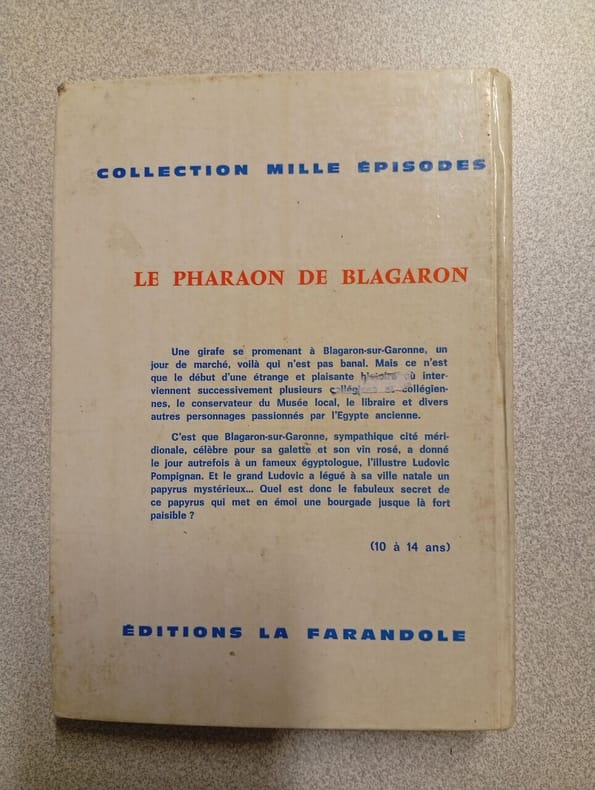 COLLECTION MILLE ÉPISODES
LE PHARAON DE BLAGARON
Une girafe se promenant à Blagaron-sur-Garonne, un
jour de marché, voilà qui n'est pas banal. Mais ce n'est
que le début d'une étrange et plaisante histoire où inter-
viennent successivement plusieurs collégiens et collégien-
nes, le conservateur du Musée local, le libraire et divers
autres personnages passionnés par l'Egypte ancienne.
C'est que Blagaron-sur-Garonne, sympathique cité méri-
dionale, célèbre pour sa galette et son vin rosé, a donné
le jour autrefois à un fameux égyptologue, l'illustre Ludovic
Pompignan. Et le grand Ludovic a légué à sa ville natale un
papyrus mystérieux... Quel est donc le fabuleux secret de
ce papyrus qui met en émoi une bourgade jusque là fort
paisible ?
(10 à 14 ans)
ÉDITIONS LA FARANDOLE